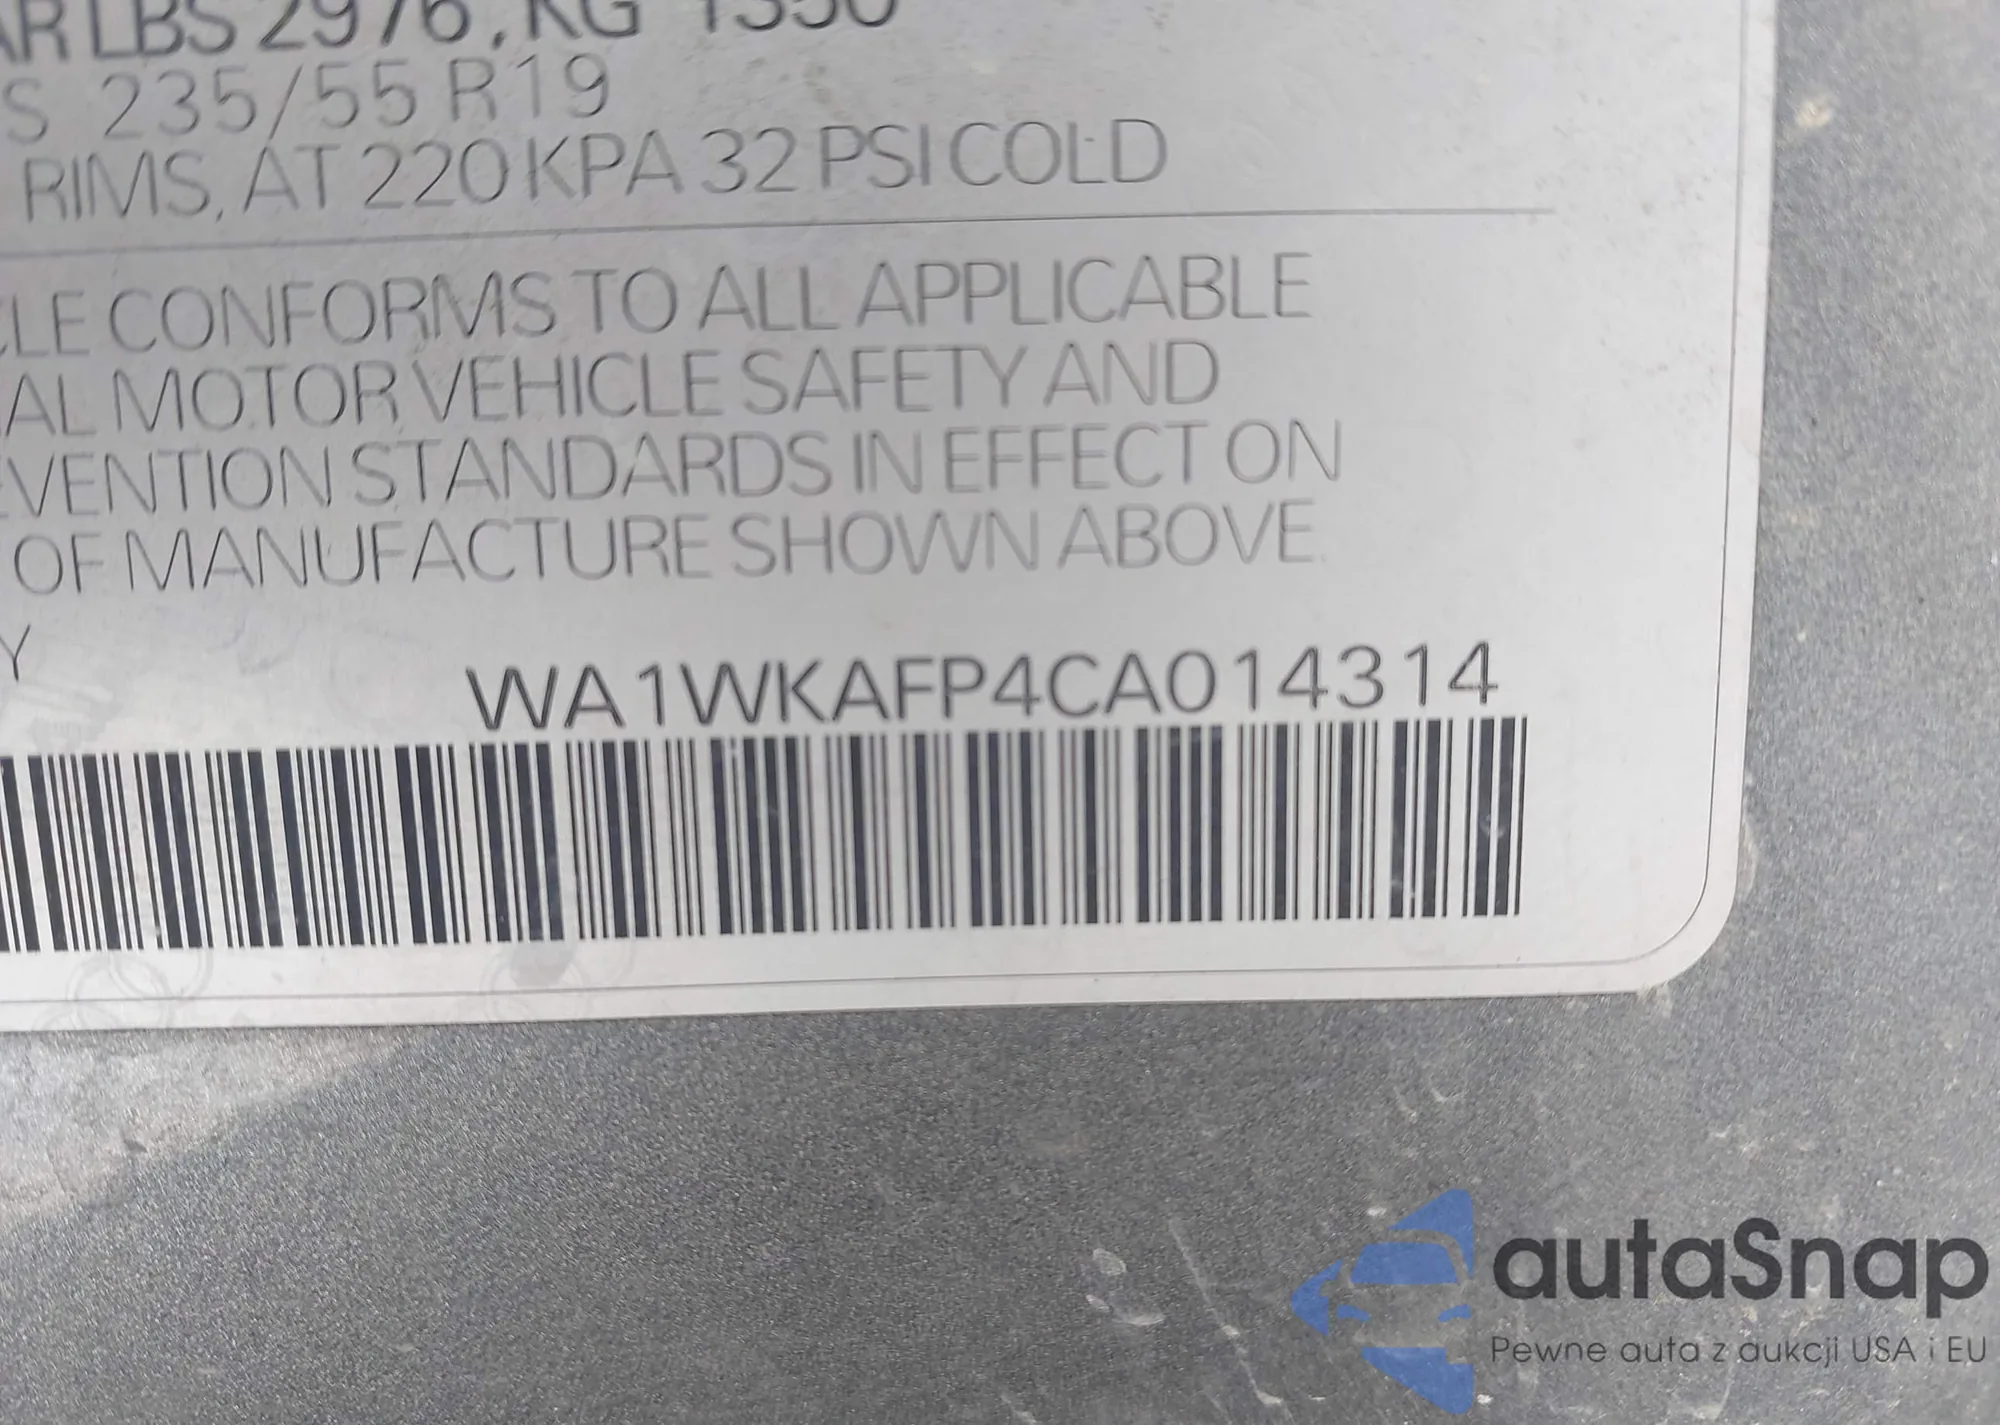 AR LBS 2976, KG 1350
S 235/55 R19
RIMS, AT 220 KPA 32 PSI COLD
CLE CONFORMS TO ALL APPLICABLE
AL MOTOR VEHICLE SAFETY AND
EVENTION STANDARDS IN EFFECT ON
OF MANUFACTURE SHOWN ABOVE.
Y
WA1WKAFP4CA014314
autaSnap
Pewne auta z aukcji USA i EU